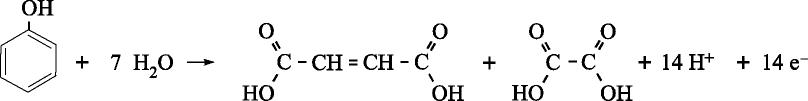 OH
O O O O
+ 7 H₂O → C - CH = CH - C + C - C + 14 H⁺ + 14 e⁻
HO OH HO OH